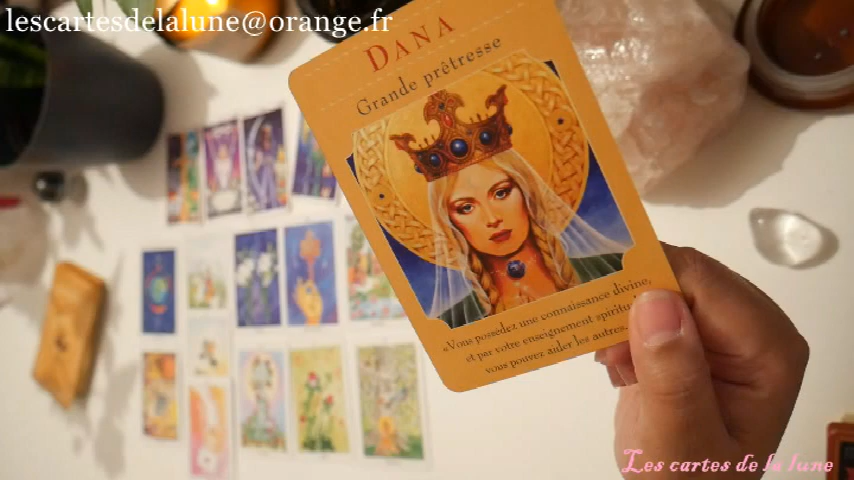 lescartesdelalune@orange.fr
DANA
Grande prêtresse
«Vous possédez une connaissance divine,
et par votre enseignement
vous pouvez aider les autres.
Les cartes de la lune